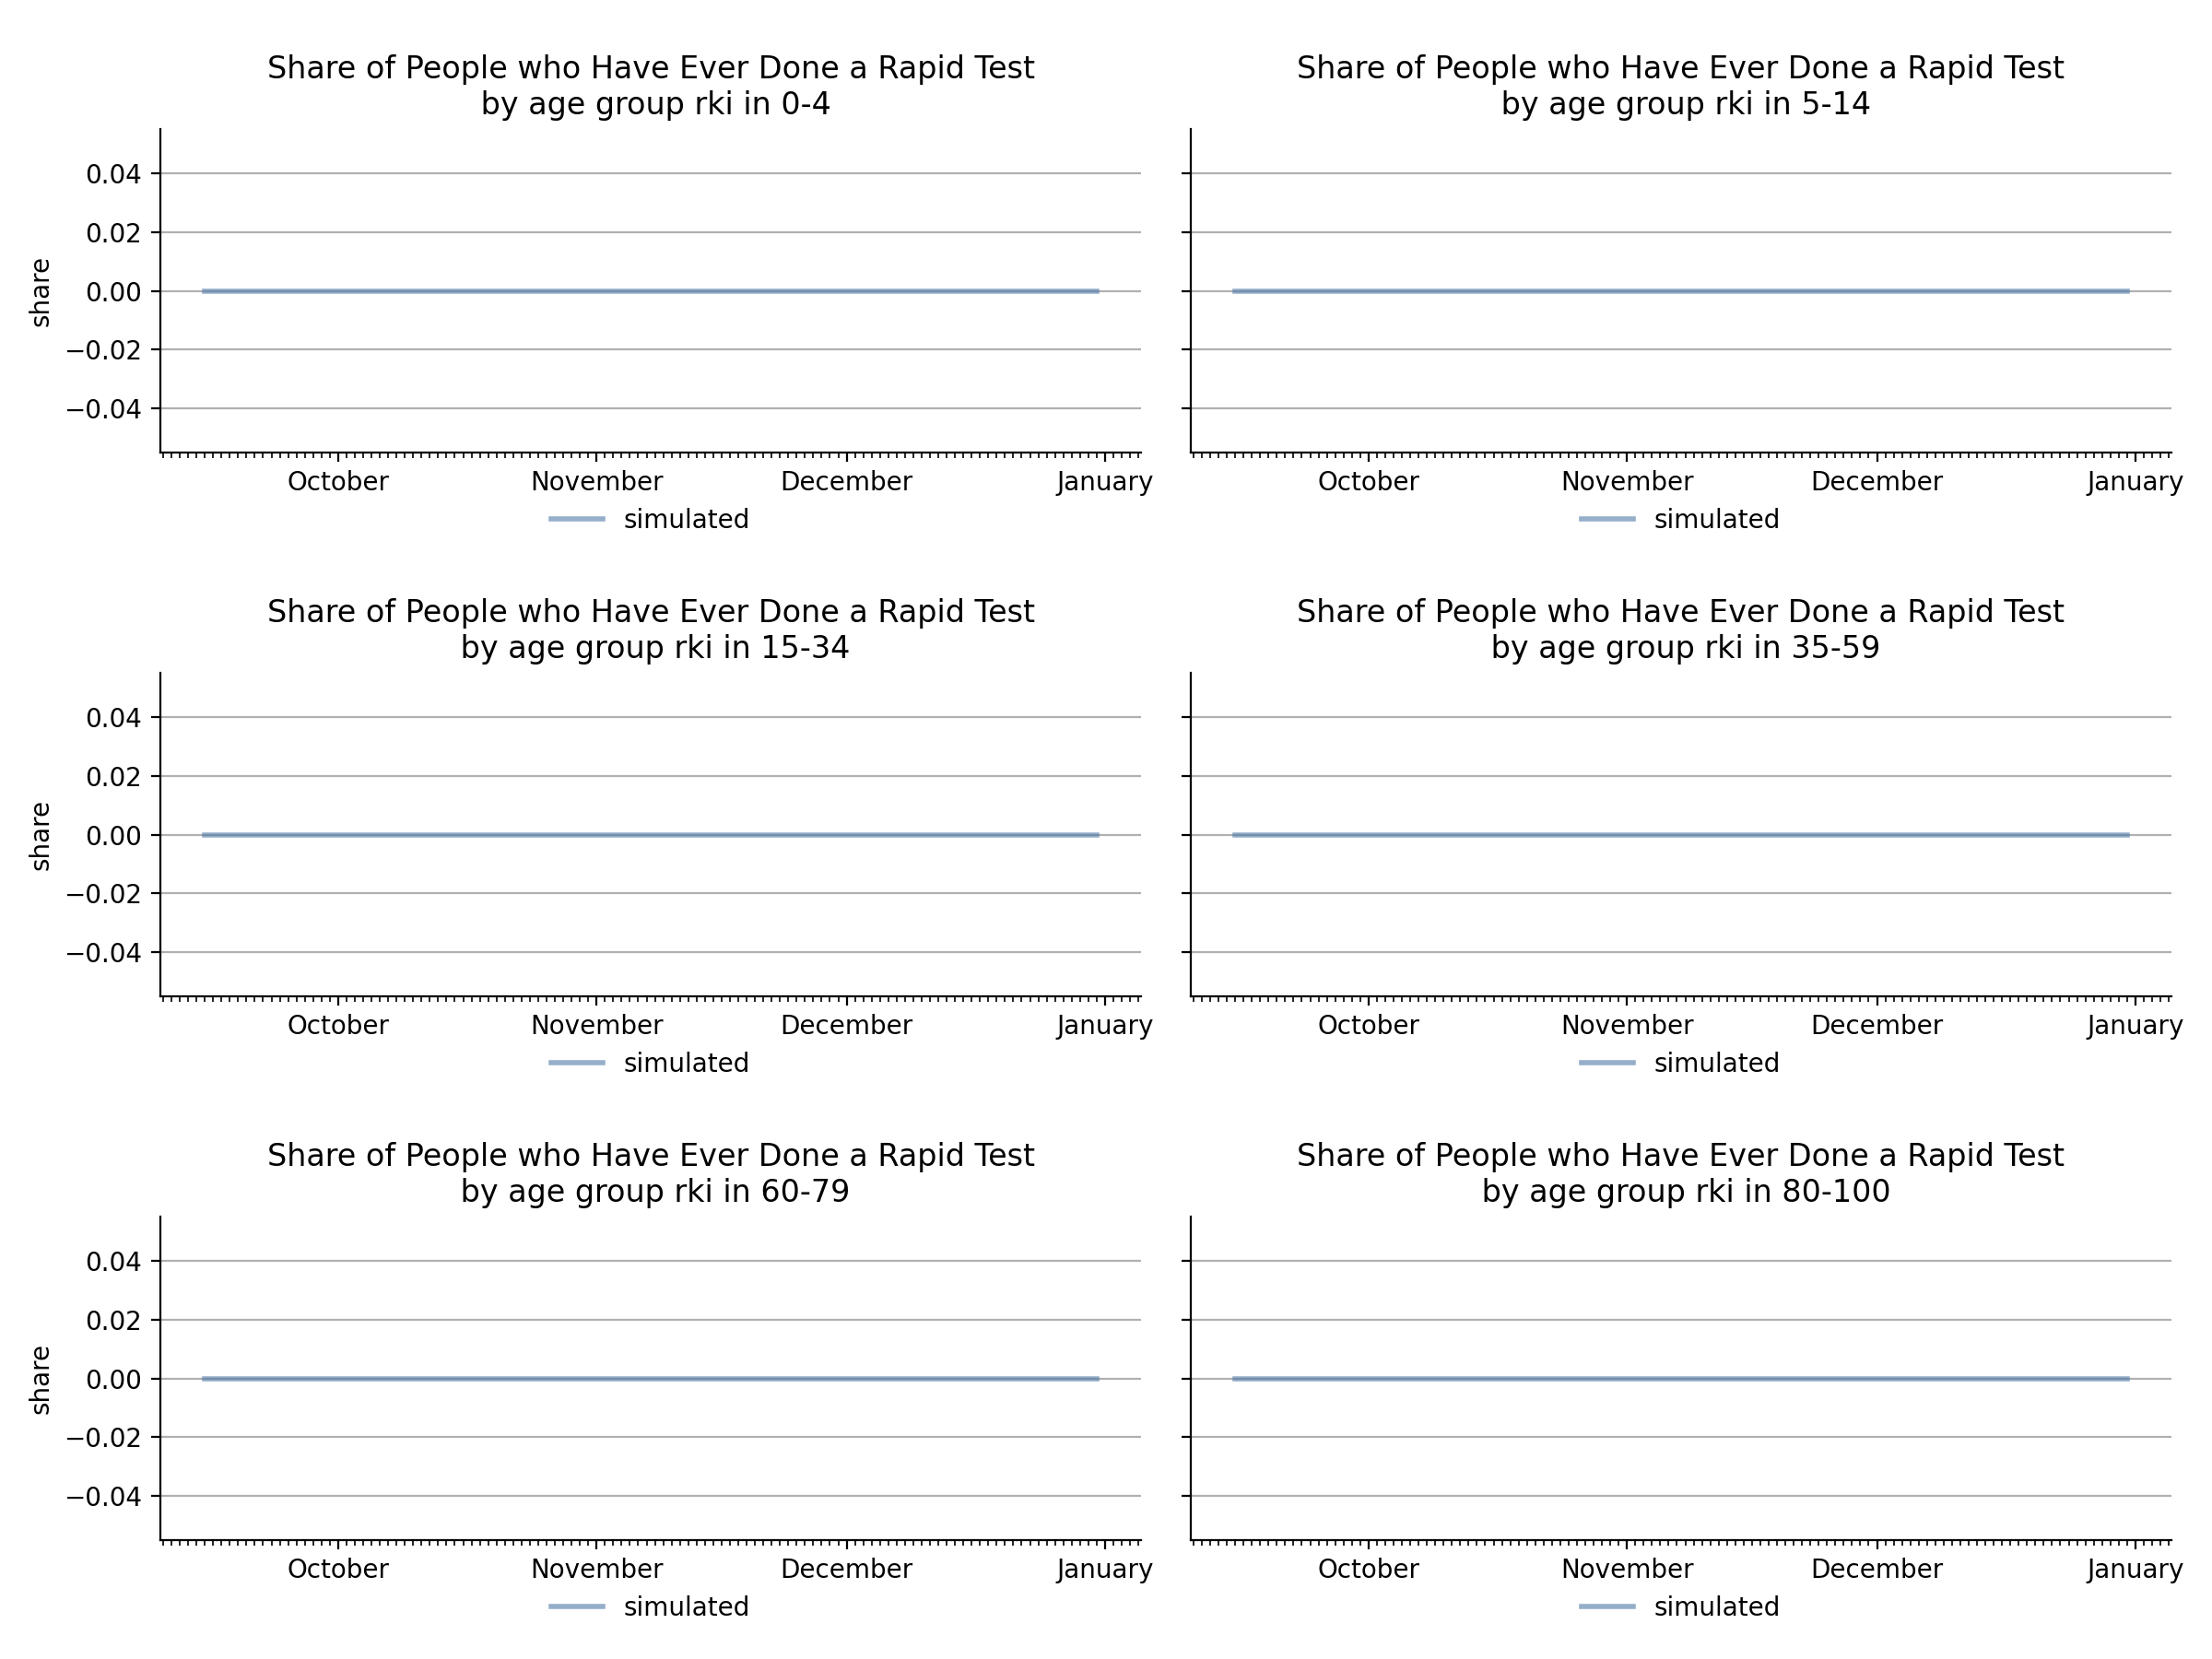 Share of People who Have Ever Done a Rapid Test
by age group rki in 0-4
share
0.04
0.02
0.00
−0.02
−0.04
October November December January
simulated
Share of People who Have Ever Done a Rapid Test
by age group rki in 5-14
October November December January
simulated
Share of People who Have Ever Done a Rapid Test
by age group rki in 15-34
share
0.04
0.02
0.00
−0.02
−0.04
October November December January
simulated
Share of People who Have Ever Done a Rapid Test
by age group rki in 35-59
October November December January
simulated
Share of People who Have Ever Done a Rapid Test
by age group rki in 60-79
share
0.04
0.02
0.00
−0.02
−0.04
October November December January
simulated
Share of People who Have Ever Done a Rapid Test
by age group rki in 80-100
October November December January
simulated